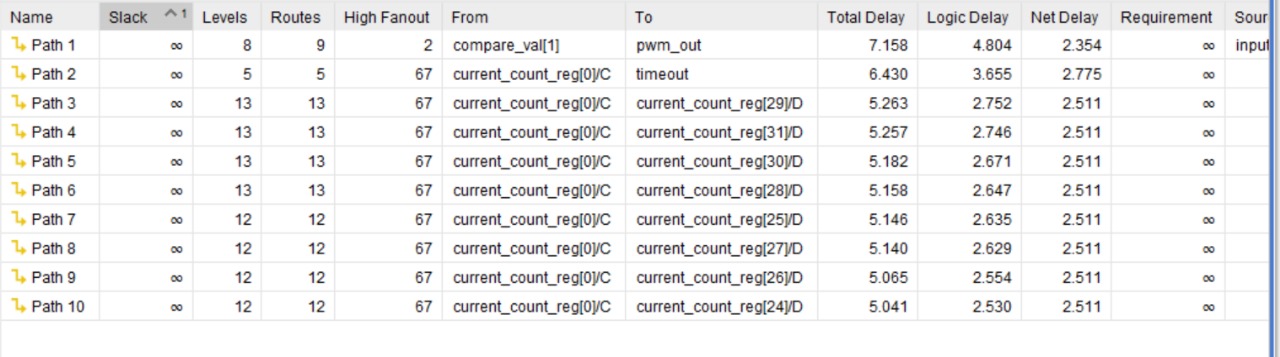 Name Slack ^ 1 Levels Routes High Fanout From To Total Delay Logic Delay Net Delay Requirement Sour
Path 1 ∞ 8 9 2 compare_val[1] pwm_out 7.158 4.804 2.354 ∞ input
Path 2 ∞ 5 5 67 current_count_reg[0]/C timeout 6.430 3.655 2.775 ∞
Path 3 ∞ 13 13 67 current_count_reg[0]/C current_count_reg[29]/D 5.263 2.752 2.511 ∞
Path 4 ∞ 13 13 67 current_count_reg[0]/C current_count_reg[31]/D 5.257 2.746 2.511 ∞
Path 5 ∞ 13 13 67 current_count_reg[0]/C current_count_reg[30]/D 5.182 2.671 2.511 ∞
Path 6 ∞ 13 13 67 current_count_reg[0]/C current_count_reg[28]/D 5.158 2.647 2.511 ∞
Path 7 ∞ 12 12 67 current_count_reg[0]/C current_count_reg[25]/D 5.146 2.635 2.511 ∞
Path 8 ∞ 12 12 67 current_count_reg[0]/C current_count_reg[27]/D 5.140 2.629 2.511 ∞
Path 9 ∞ 12 12 67 current_count_reg[0]/C current_count_reg[26]/D 5.065 2.554 2.511 ∞
Path 10 ∞ 12 12 67 current_count_reg[0]/C current_count_reg[24]/D 5.041 2.530 2.511 ∞